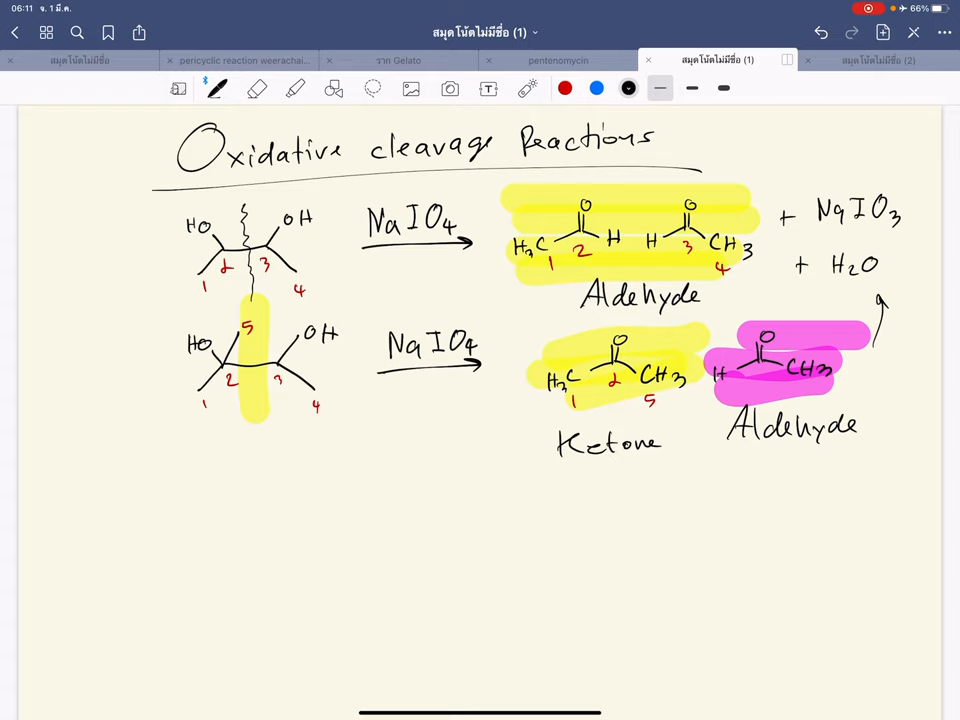 06:11 จ. 1 มี.ค.
66%
สมุดโน้ตไม่มีชื่อ (1)
สมุดโน้ตไม่มีชื่อ
pericyclic reaction weerachai...
ราก Gelato
pentenomycin
สมุดโน้ตไม่มีชื่อ (1)
สมุดโน้ตไม่มีชื่อ (2)
Oxidative cleavage Reactions
HO OH NaIO4 O O + NaIO3
H3C H H CH3
1 2 3 4 1 2 3 4
+ H2O
Aldehyde
5 HO OH NaIO4 O O
H3C CH3 H CH3
1 2 3 4 1 2 5
Ketone Aldehyde